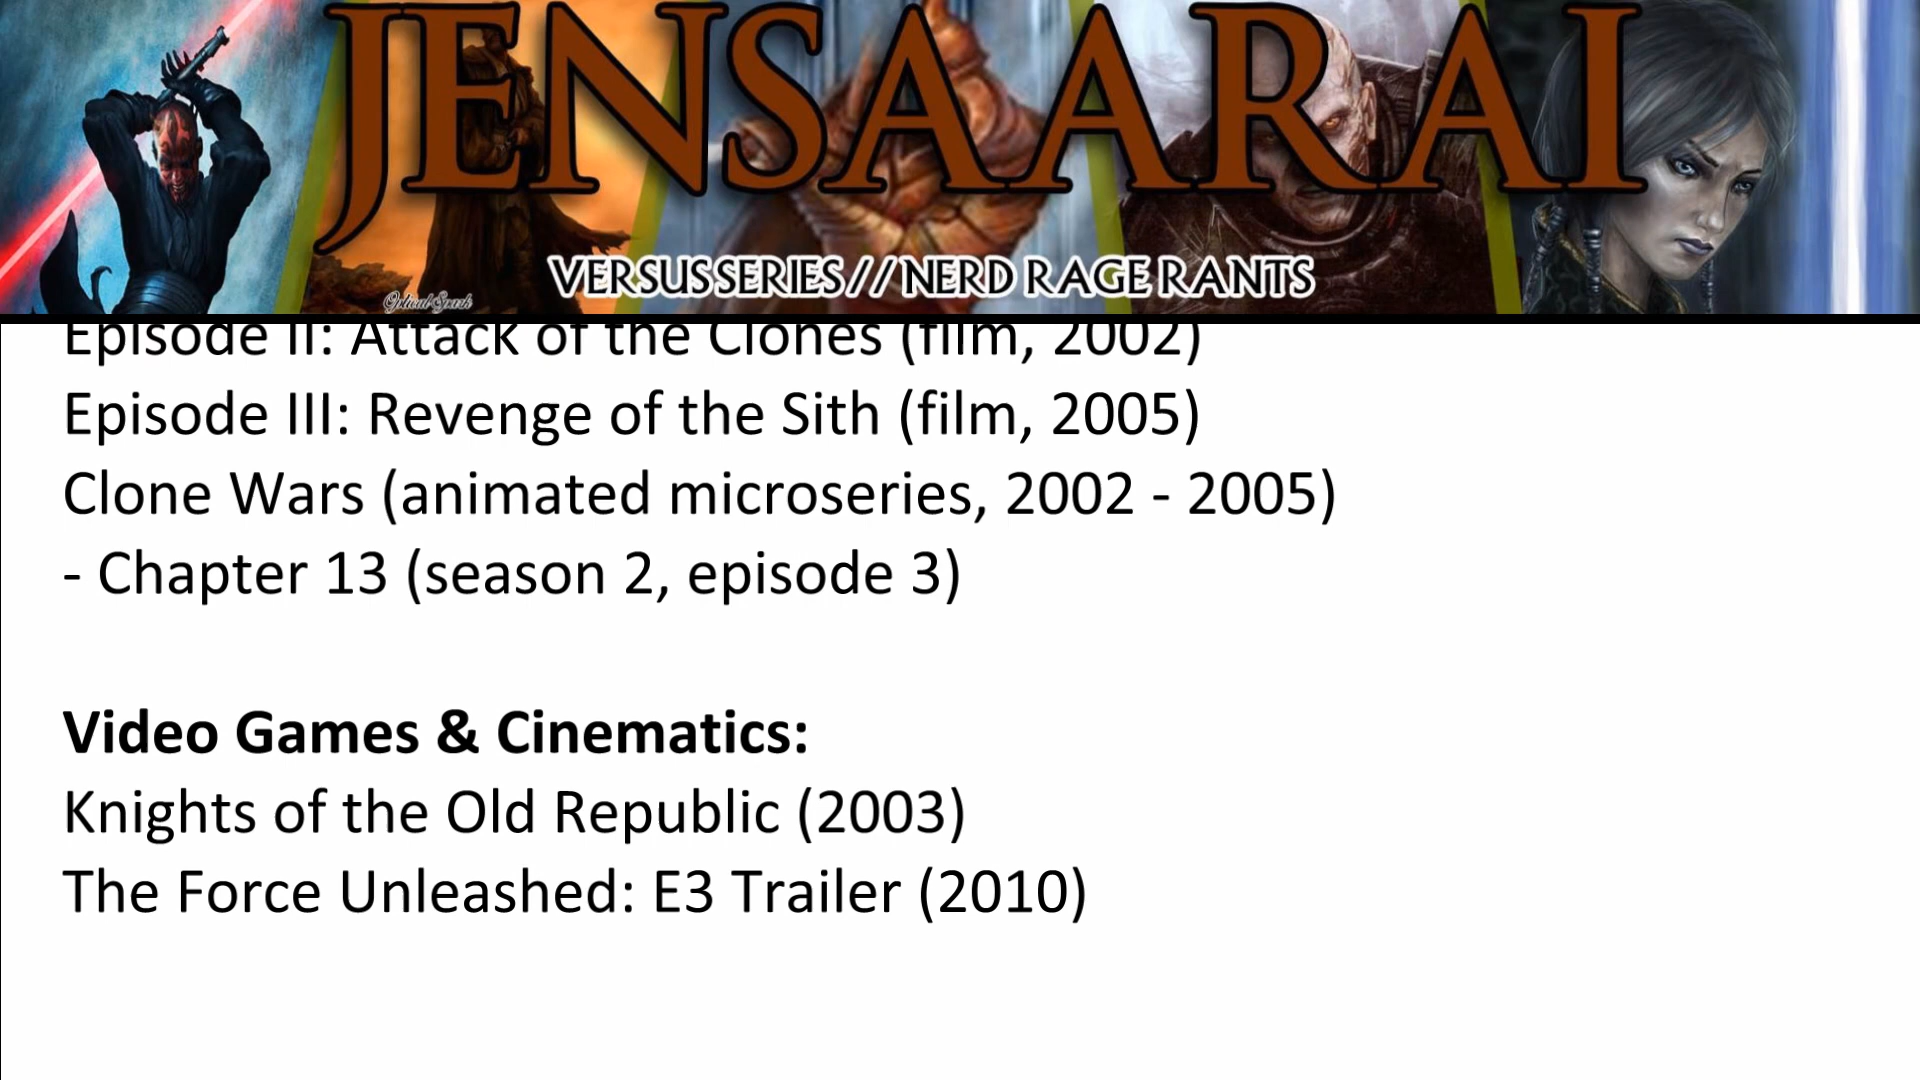 JENSAARAI
VERSUS SERIES // NERD RAGE RANTS
Optical Spark
Episode II: Attack of the Clones (film, 2002)
Episode III: Revenge of the Sith (film, 2005)
Clone Wars (animated microseries, 2002 - 2005)
- Chapter 13 (season 2, episode 3)
Video Games & Cinematics:
Knights of the Old Republic (2003)
The Force Unleashed: E3 Trailer (2010)